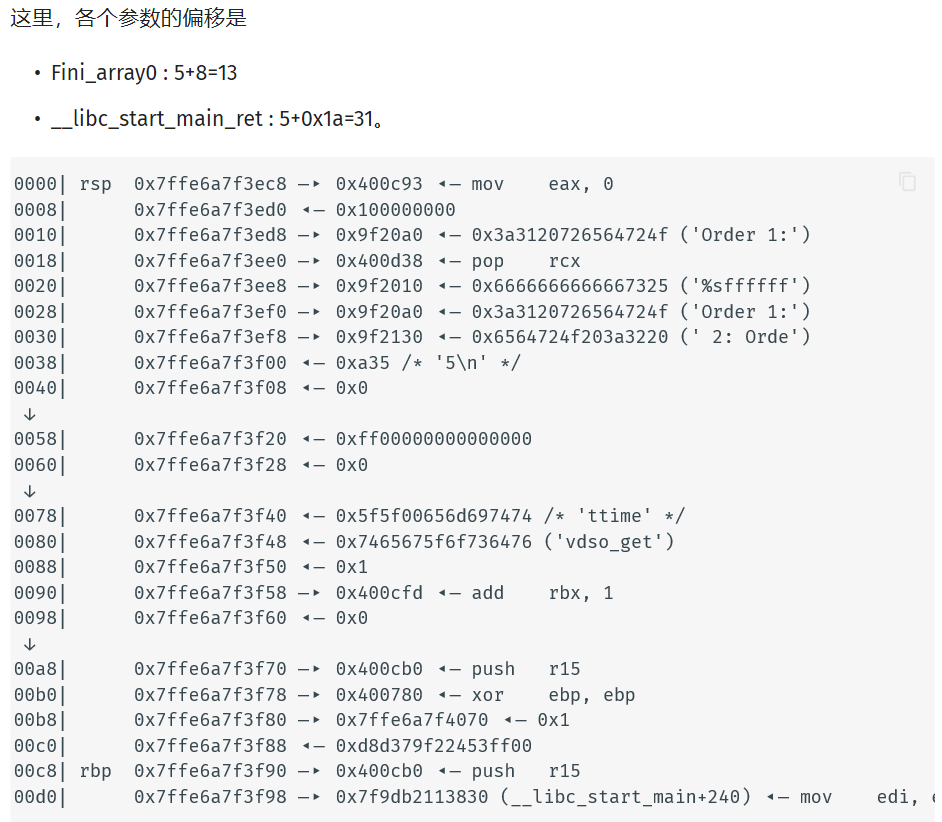 这里，各个参数的偏移是
• Fini_array0 : 5+8=13
• __libc_start_main_ret : 5+0x1a=31。
0000| rsp  0x7ffe6a7f3ec8 —▸ 0x400c93 ◂— mov    eax, 0
0008|      0x7ffe6a7f3ed0 ◂— 0x100000000
0010|      0x7ffe6a7f3ed8 —▸ 0x9f20a0 ◂— 0x3a3120726564724f ('Order 1:')
0018|      0x7ffe6a7f3ee0 —▸ 0x400d38 ◂— pop    rcx
0020|      0x7ffe6a7f3ee8 —▸ 0x9f2010 ◂— 0x6666666666667325 ('%sffffff')
0028|      0x7ffe6a7f3ef0 —▸ 0x9f20a0 ◂— 0x3a3120726564724f ('Order 1:')
0030|      0x7ffe6a7f3ef8 —▸ 0x9f2130 ◂— 0x6564724f203a3220 (' 2: Orde')
0038|      0x7ffe6a7f3f00 ◂— 0xa35 /* '5\n' */
0040|      0x7ffe6a7f3f08 ◂— 0x0
↓
0058|      0x7ffe6a7f3f20 ◂— 0xff00000000000000
0060|      0x7ffe6a7f3f28 ◂— 0x0
↓
0078|      0x7ffe6a7f3f40 ◂— 0x5f5f00656d697474 /* 'ttime' */
0080|      0x7ffe6a7f3f48 ◂— 0x7465675f6f736476 ('vdso_get')
0088|      0x7ffe6a7f3f50 ◂— 0x1
0090|      0x7ffe6a7f3f58 —▸ 0x400cfd ◂— add    rbx, 1
0098|      0x7ffe6a7f3f60 ◂— 0x0
↓
00a8|      0x7ffe6a7f3f70 —▸ 0x400cb0 ◂— push   r15
00b0|      0x7ffe6a7f3f78 —▸ 0x400780 ◂— xor    ebp, ebp
00b8|      0x7ffe6a7f3f80 —▸ 0x7ffe6a7f4070 ◂— 0x1
00c0|      0x7ffe6a7f3f88 ◂— 0xd8d379f22453ff00
00c8| rbp  0x7ffe6a7f3f90 —▸ 0x400cb0 ◂— push   r15
00d0|      0x7ffe6a7f3f98 —▸ 0x7f9db2113830 (__libc_start_main+240) ◂— mov    edi,